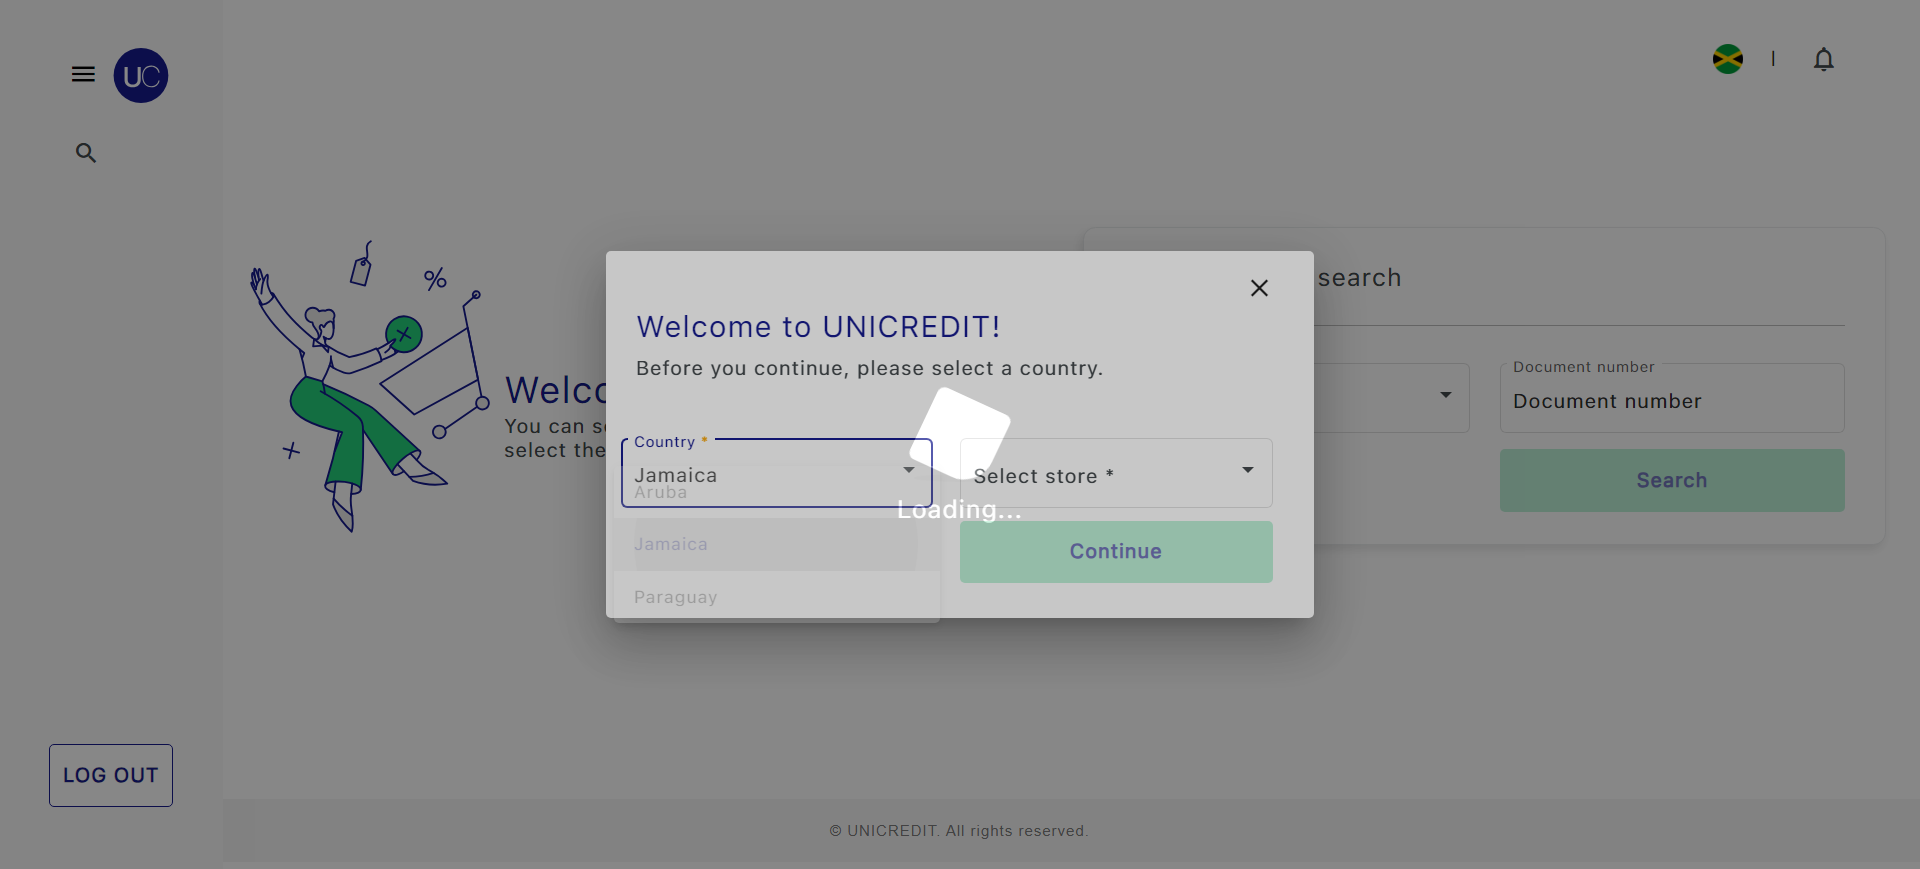 UC
Welcome to UNICREDIT!
Before you continue, please select a country.
Country *
Jamaica
Aruba
Jamaica
Paraguay
Select store *
Loading...
Continue
search
Document number
Document number
Search
Welco
You can s
select the
LOG OUT
© UNICREDIT. All rights reserved.